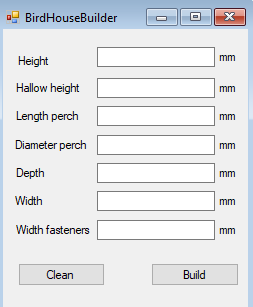 BirdHouseBuilder
Height mm
Hallow height mm
Length perch mm
Diameter perch mm
Depth mm
Width mm
Width fasteners mm
Clean Build